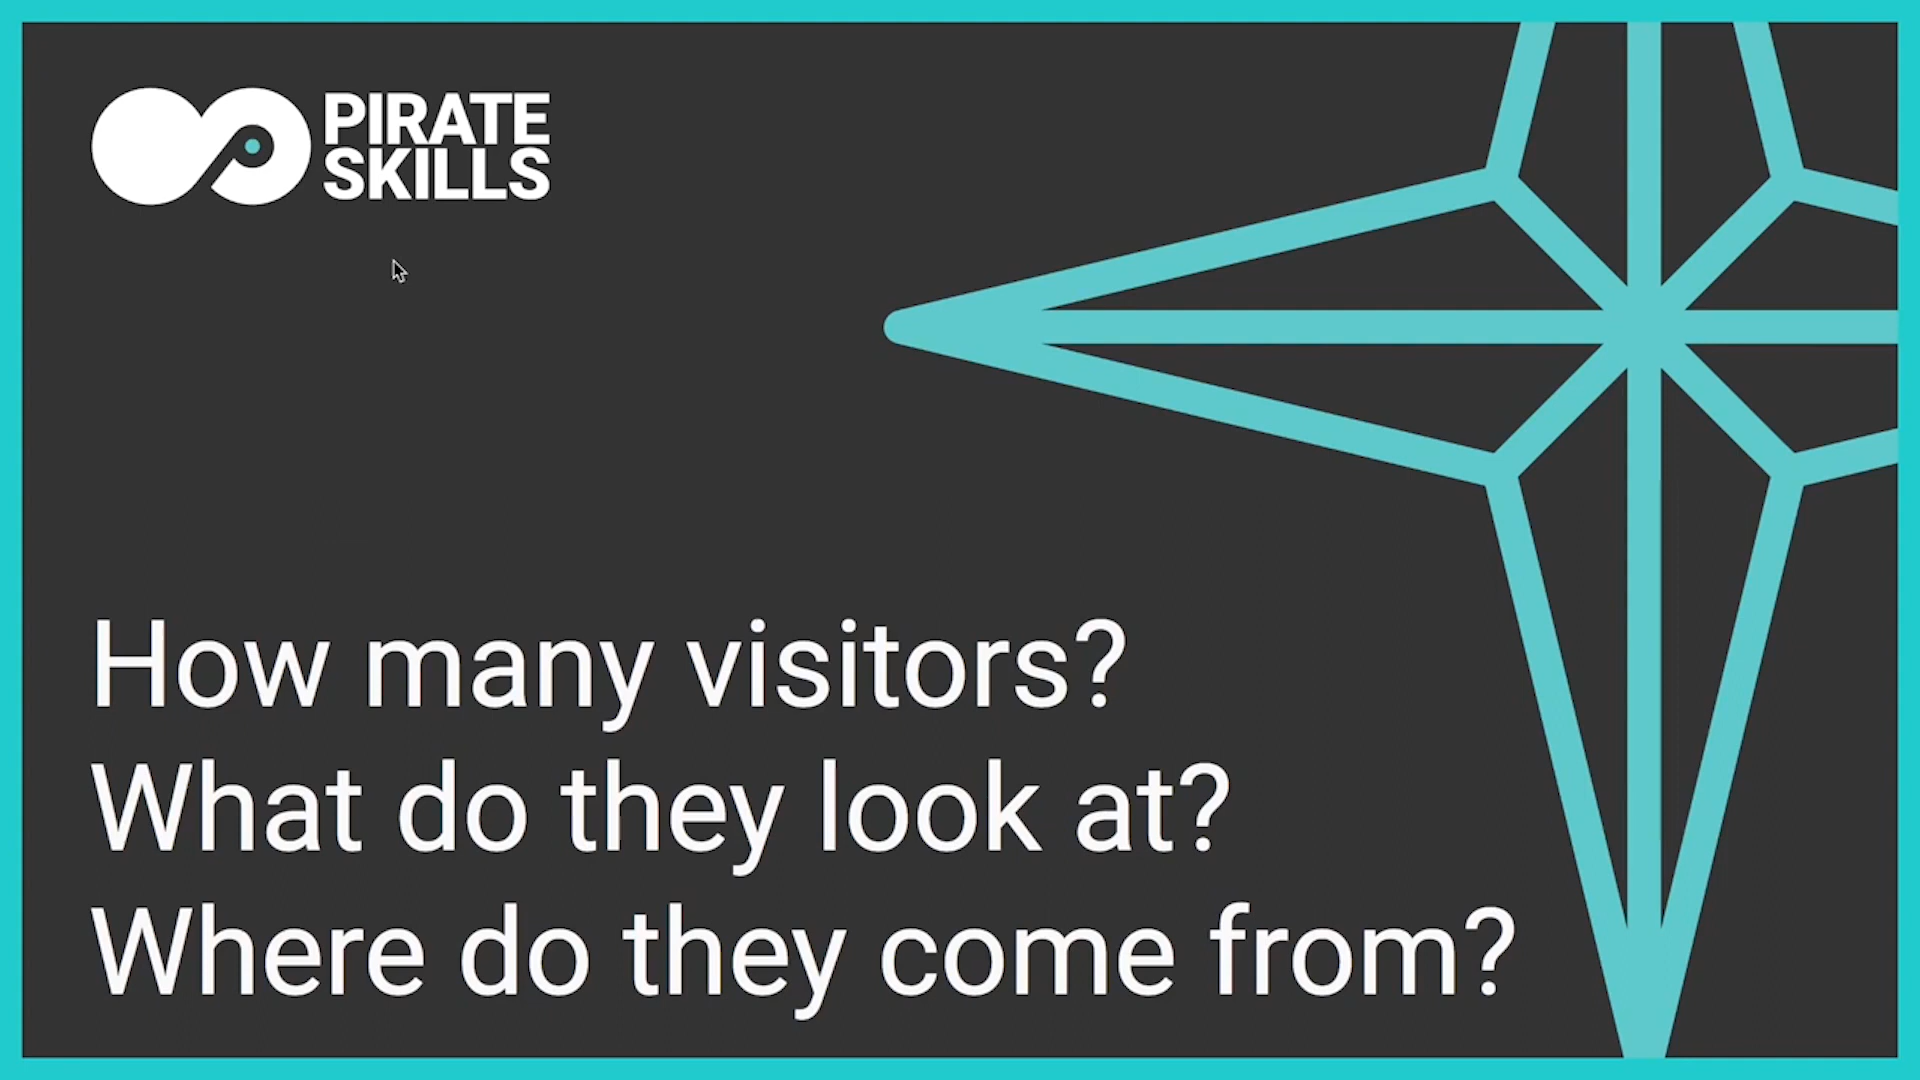 PIRATE
SKILLS
How many visitors?
What do they look at?
Where do they come from?